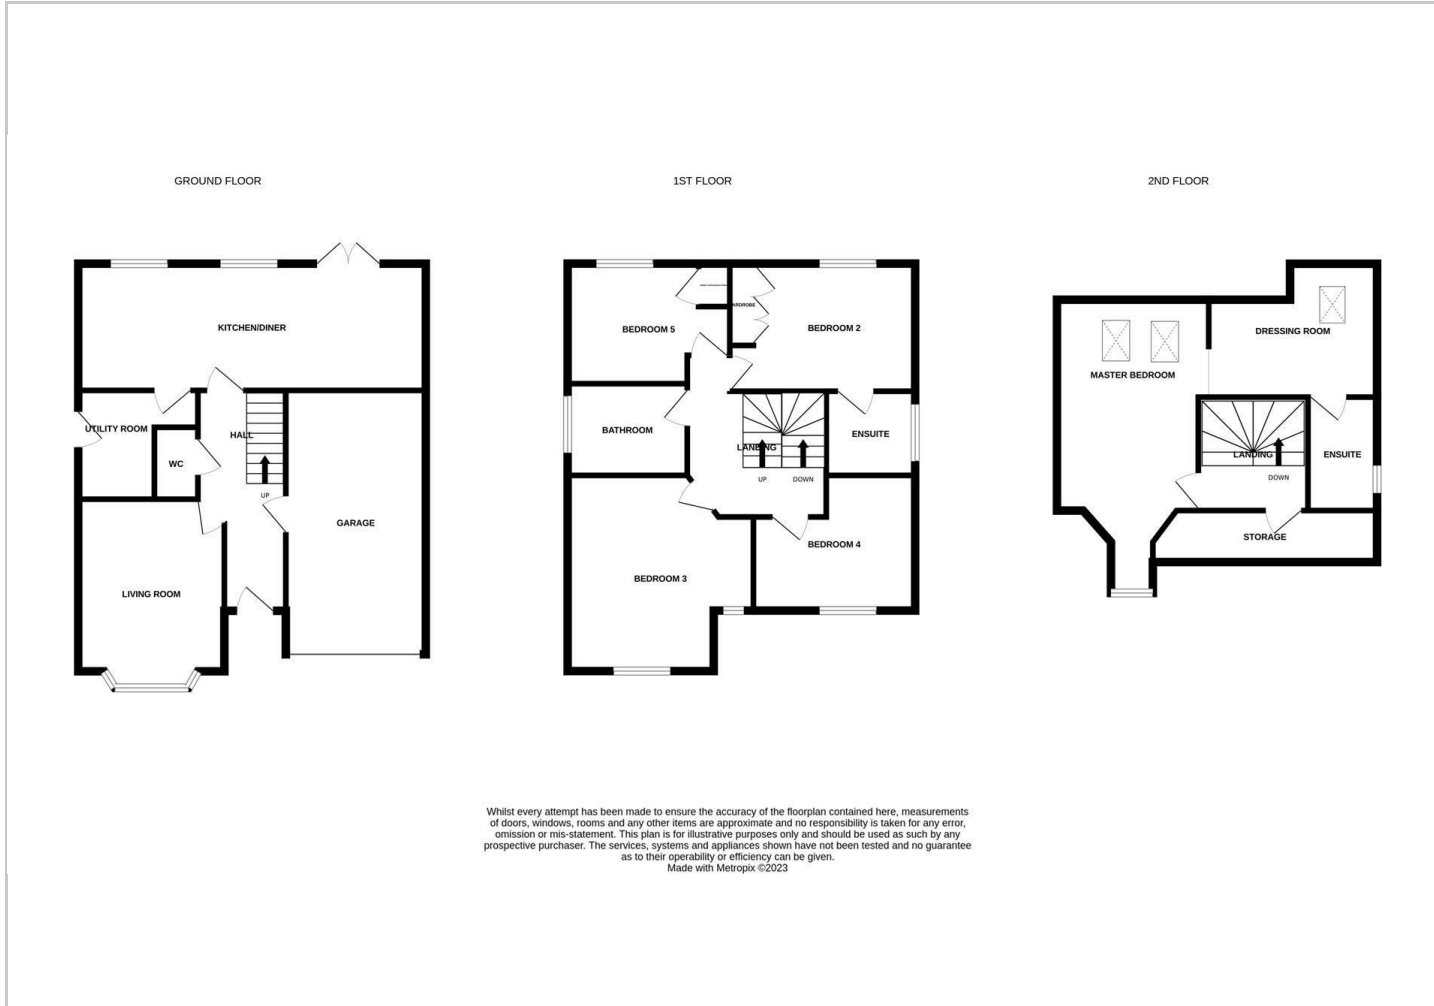 GROUND FLOOR
KITCHEN/DINER
UTILITY ROOM
HALL
WC
UP
GARAGE
LIVING ROOM
1ST FLOOR
BEDROOM 5
ARDROBE
BEDROOM 2
BATHROOM
LANDING
ENSUITE
UP
DOWN
BEDROOM 4
BEDROOM 3
2ND FLOOR
DRESSING ROOM
MASTER BEDROOM
LANDING
ENSUITE
DOWN
STORAGE
Whilst every attempt has been made to ensure the accuracy of the floorplan contained here, measurements
of doors, windows, rooms and any other items are approximate and no responsibility is taken for any error,
omission or mis-statement. This plan is for illustrative purposes only and should be used as such by any
prospective purchaser. The services, systems and appliances shown have not been tested and no guarantee
as to their operability or efficiency can be given.
Made with Metropix ©2023